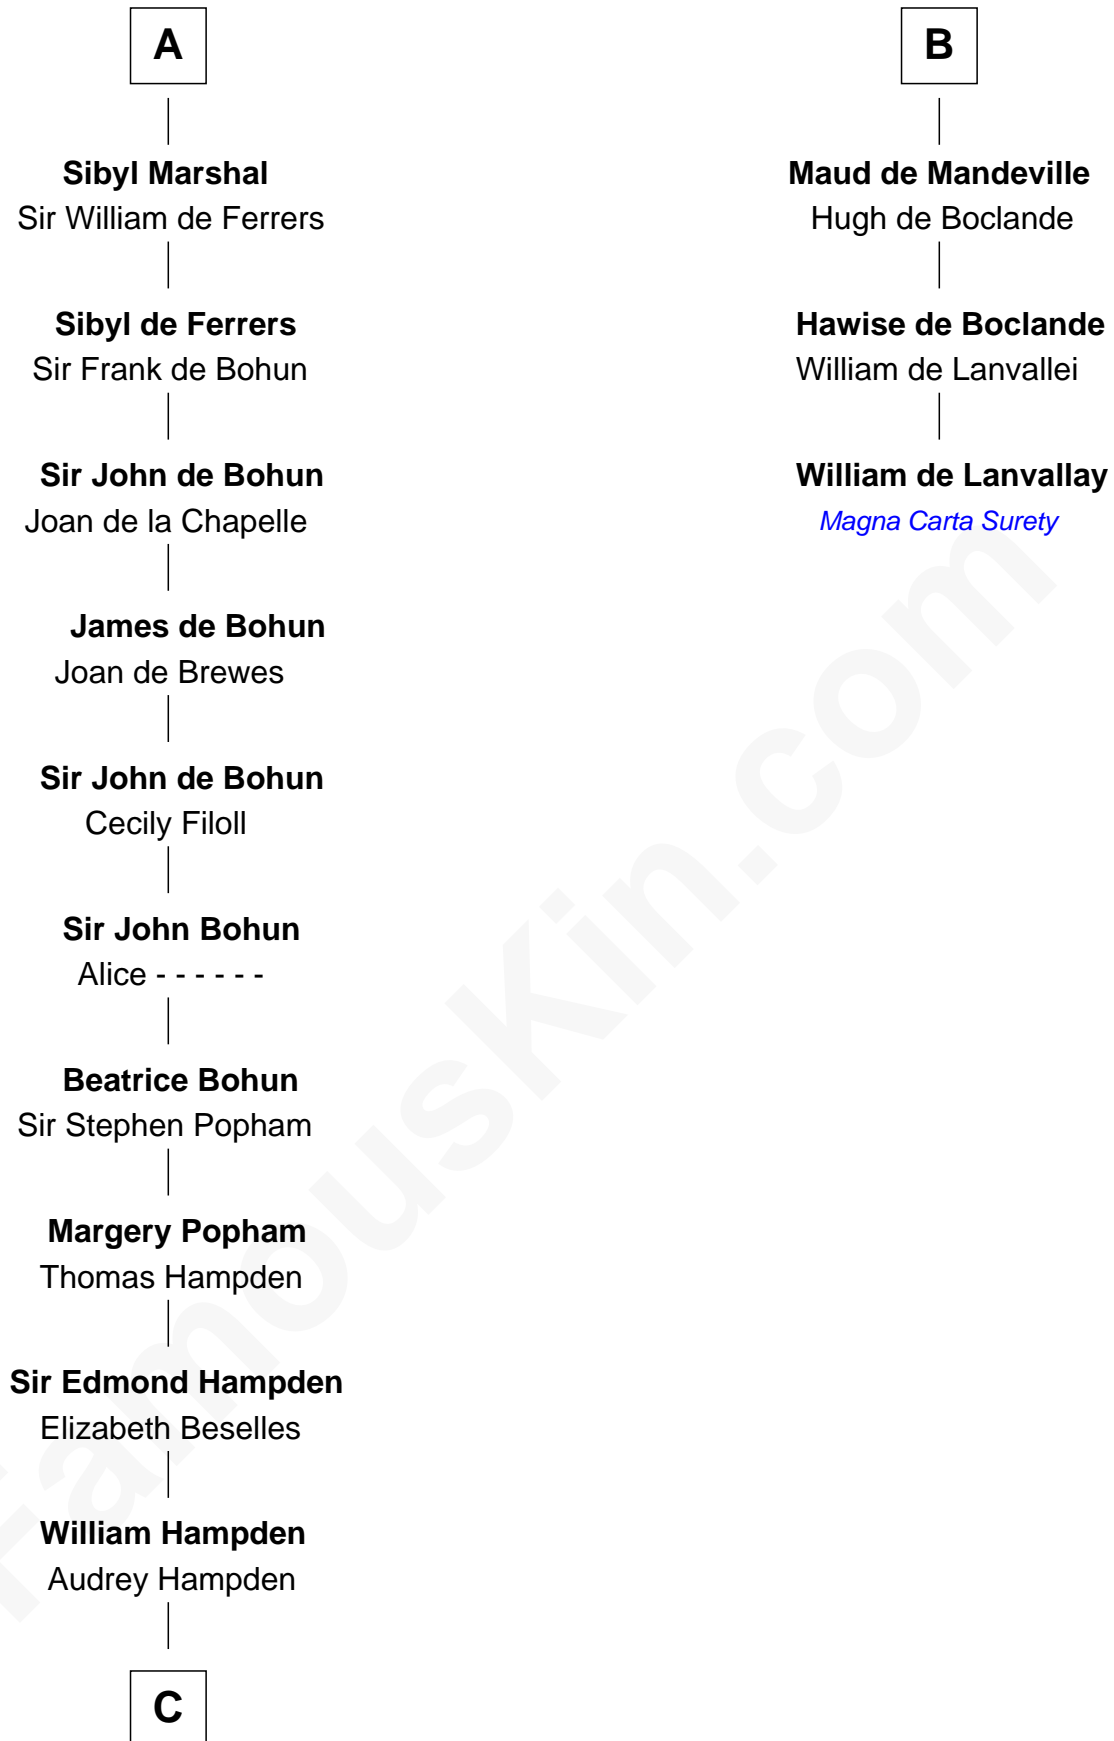 A
Sibyl Marshal
Sir William de Ferrers
Sibyl de Ferrers
Sir Frank de Bohun
Sir John de Bohun
Joan de la Chapelle
James de Bohun
Joan de Brewes
Sir John de Bohun
Cecily Filoll
Sir John Bohun
Alice - - - - - -
Beatrice Bohun
Sir Stephen Popham
Margery Popham
Thomas Hampden
Sir Edmond Hampden
Elizabeth Beselles
William Hampden
Audrey Hampden
C
B
Maud de Mandeville
Hugh de Boclande
Hawise de Boclande
William de Lanvallei
William de Lanvallay
Magna Carta Surety
FamousKin.com